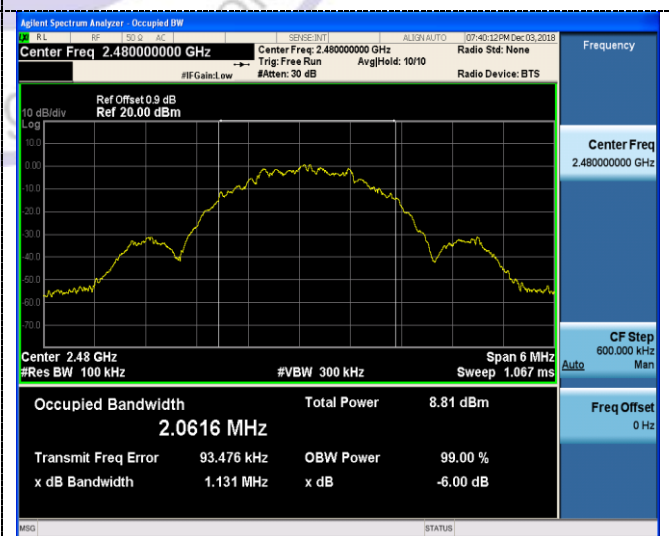 Agilent Spectrum Analyzer - Occupied BW
RL RF 50 Ω AC SENSE:INT ALIGN AUTO 07:40:12 PM Dec 03, 2018
Center Freq 2.480000000 GHz
Center Freq: 2.480000000 GHz
Radio Std: None
Trig: Free Run Avg|Hold: 10/10
#IFGain:Low #Atten: 30 dB Radio Device: BTS
Frequency
Ref Offset 0.9 dB
10 dB/div Ref 20.00 dBm
Log
10.0
0.00
-10.0
-20.0
-30.0
-40.0
-50.0
-60.0
-70.0
Center Freq
2.480000000 GHz
Center 2.48 GHz Span 6 MHz
#Res BW 100 kHz #VBW 300 kHz Sweep 1.067 ms
CF Step
600.000 kHz
Auto Man
Occupied Bandwidth Total Power 8.81 dBm
2.0616 MHz
Transmit Freq Error 93.476 kHz OBW Power 99.00 %
x dB Bandwidth 1.131 MHz x dB -6.00 dB
Freq Offset
0 Hz
MSG STATUS